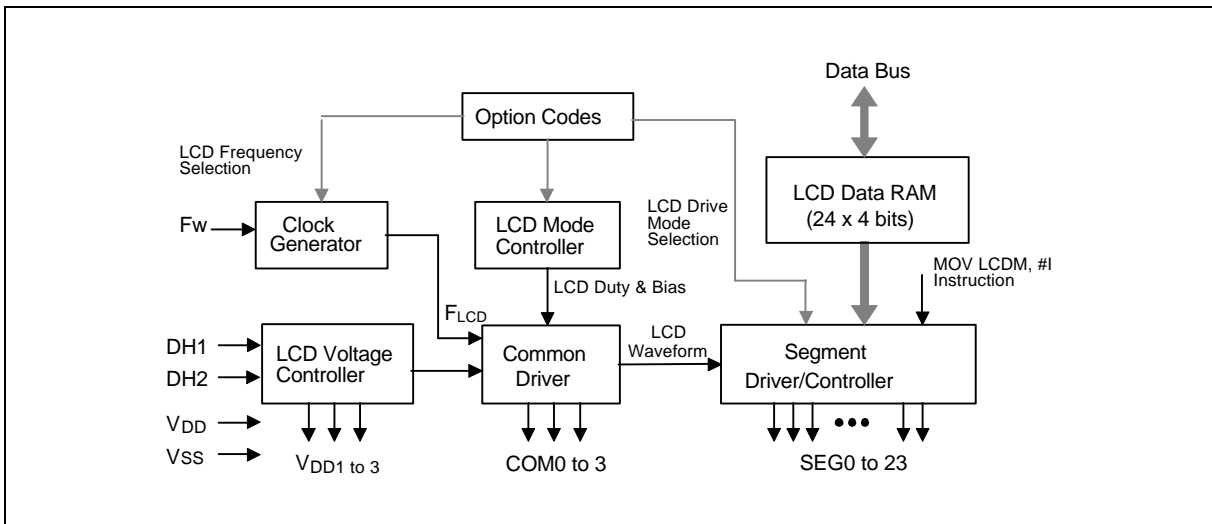 Data Bus
Option Codes
LCD Frequency
Selection
LCD Data RAM
(24 x 4 bits)
Fw
Clock
Generator
LCD Mode
Controller
LCD Drive
Mode
Selection
MOV LCDM, #I
Instruction
LCD Duty & Bias
FLCD
DH1
DH2
VDD
VSS
LCD Voltage
Controller
Common
Driver
LCD
Waveform
Segment
Driver/Controller
VDD1 to 3
COM0 to 3
SEG0 to 23